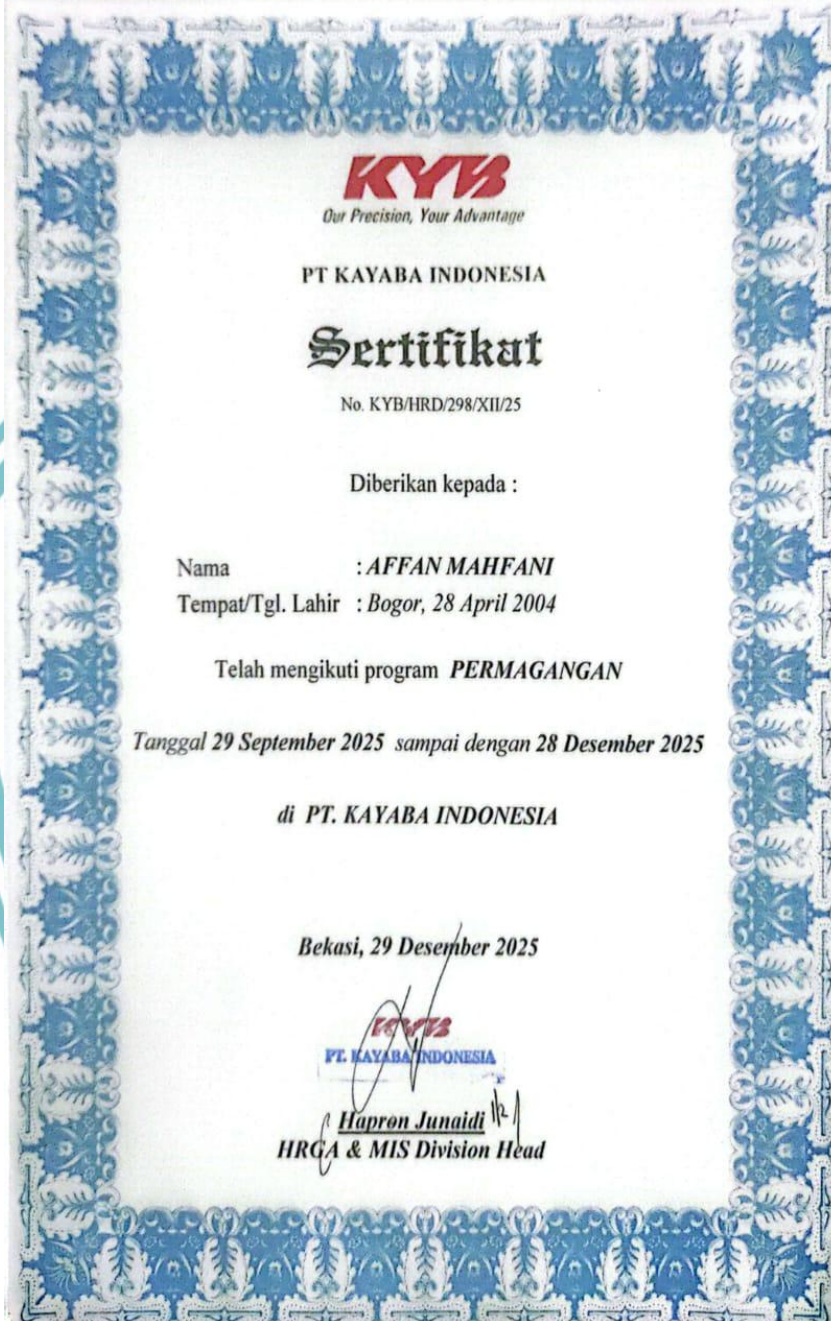 KYB
Our Precision, Your Advantage
PT KAYABA INDONESIA
Sertifikat
No. KYB/HRD/298/XII/25
Diberikan kepada :
Nama : AFFAN MAHFANI
Tempat/Tgl. Lahir : Bogor, 28 April 2004
Telah mengikuti program PERMAGANGAN
Tanggal 29 September 2025 sampai dengan 28 Desember 2025
di PT. KAYABA INDONESIA
Bekasi, 29 Desember 2025
KYB
PT. KAYABA INDONESIA
Hapron Junaidi
HRGA & MIS Division Head